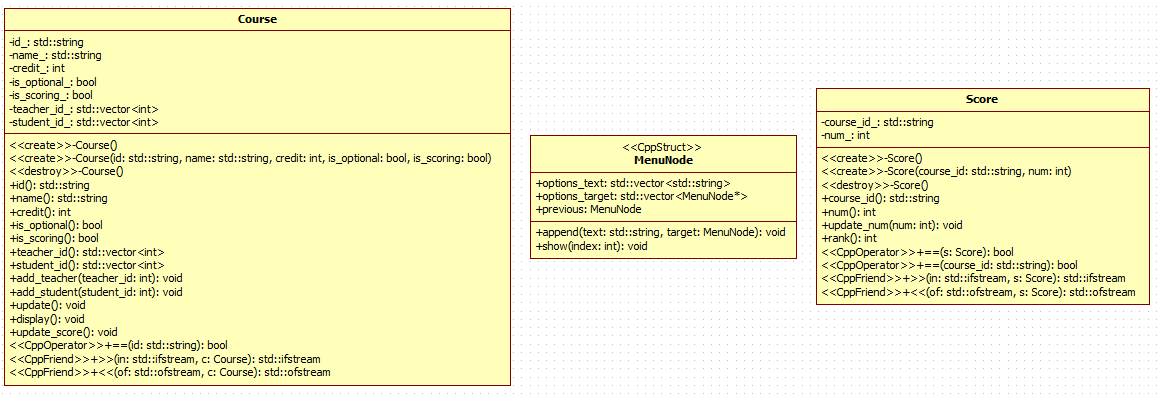 Course
-id_: std::string
-name_: std::string
-credit_: int
-is_optional_: bool
-is_scoring_: bool
-teacher_id_: std::vector<int>
-student_id_: std::vector<int>
<<create>>-Course()
<<create>>-Course(id: std::string, name: std::string, credit: int, is_optional: bool, is_scoring: bool)
<<destroy>>-Course()
+id(): std::string
+name(): std::string
+credit(): int
+is_optional(): bool
+is_scoring(): bool
+teacher_id(): std::vector<int>
+student_id(): std::vector<int>
+add_teacher(teacher_id: int): void
+add_student(student_id: int): void
+update(): void
+display(): void
+update_score(): void
<<CppOperator>>+==(id: std::string): bool
<<CppFriend>>+>>(in: std::ifstream, c: Course): std::ifstream
<<CppFriend>>+<<(of: std::ofstream, c: Course): std::ofstream
<<CppStruct>>
MenuNode
+options_text: std::vector<std::string>
+options_target: std::vector<MenuNode*>
+previous: MenuNode
+append(text: std::string, target: MenuNode): void
+show(index: int): void
Score
-course_id_: std::string
-num_: int
<<create>>-Score()
<<create>>-Score(course_id: std::string, num: int)
<<destroy>>-Score()
+course_id(): std::string
+num(): int
+update_num(num: int): void
+rank(): int
<<CppOperator>>+==(s: Score): bool
<<CppOperator>>+==(course_id: std::string): bool
<<CppFriend>>+>>(in: std::ifstream, s: Score): std::ifstream
<<CppFriend>>+<<(of: std::ofstream, s: Score): std::ofstream